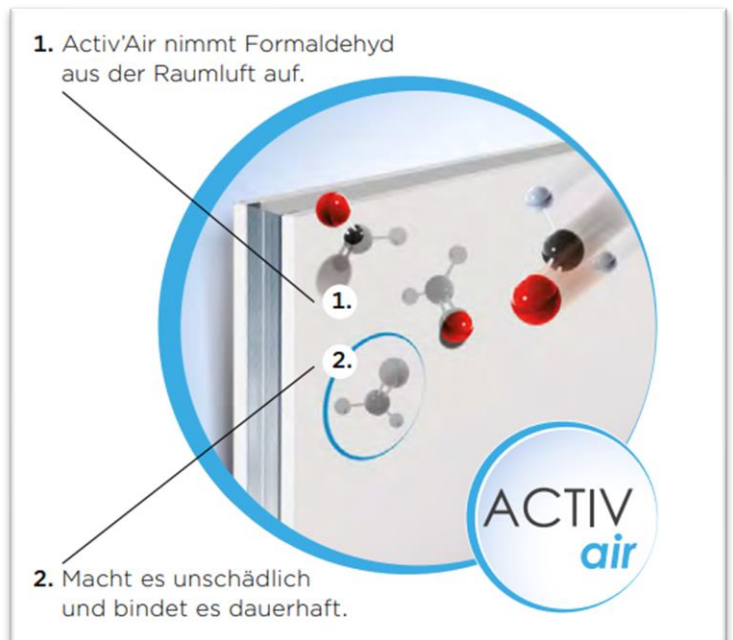 1. Activ'Air nimmt Formaldehyd
aus der Raumluft auf.
1.
2.
ACTIV
air
2. Macht es unschädlich
und bindet es dauerhaft.